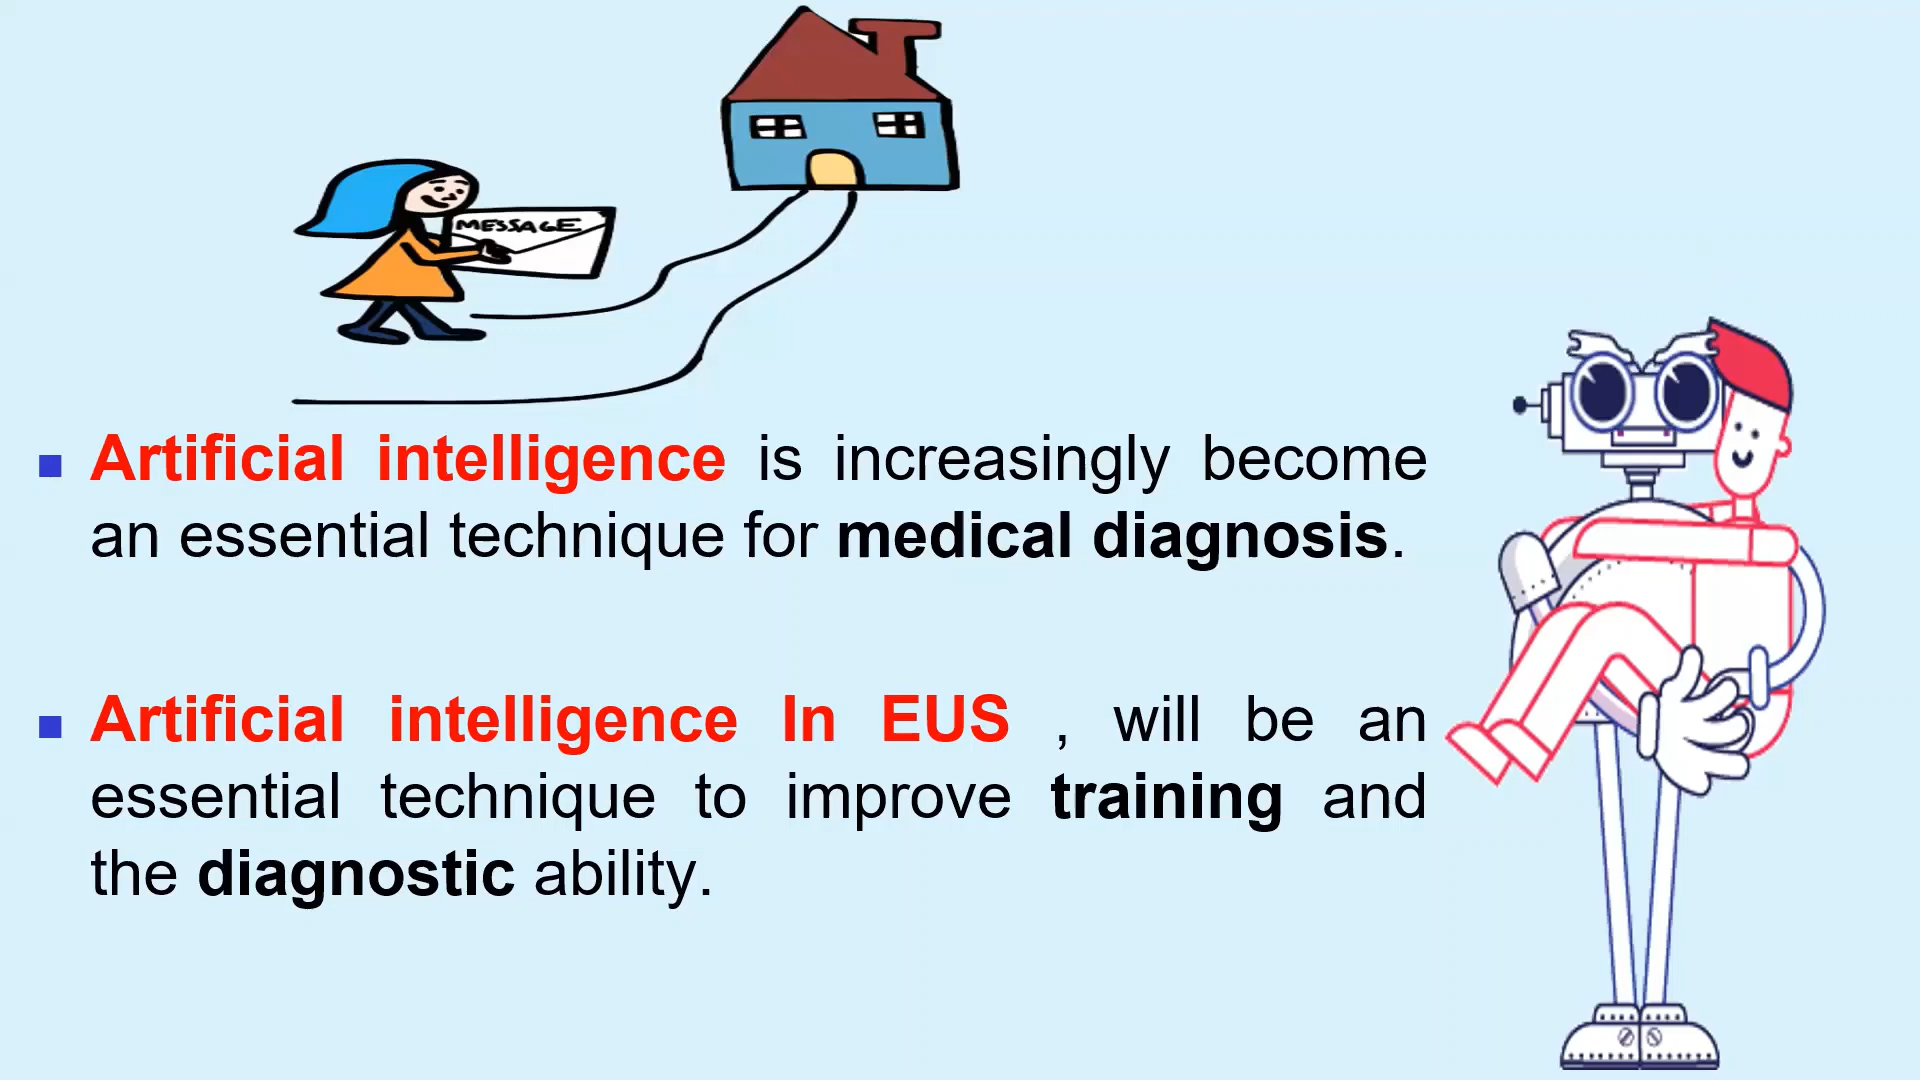 MESSAGE
Artificial intelligence is increasingly become
an essential technique for medical diagnosis.
Artificial intelligence In EUS , will be an
essential technique to improve training and
the diagnostic ability.